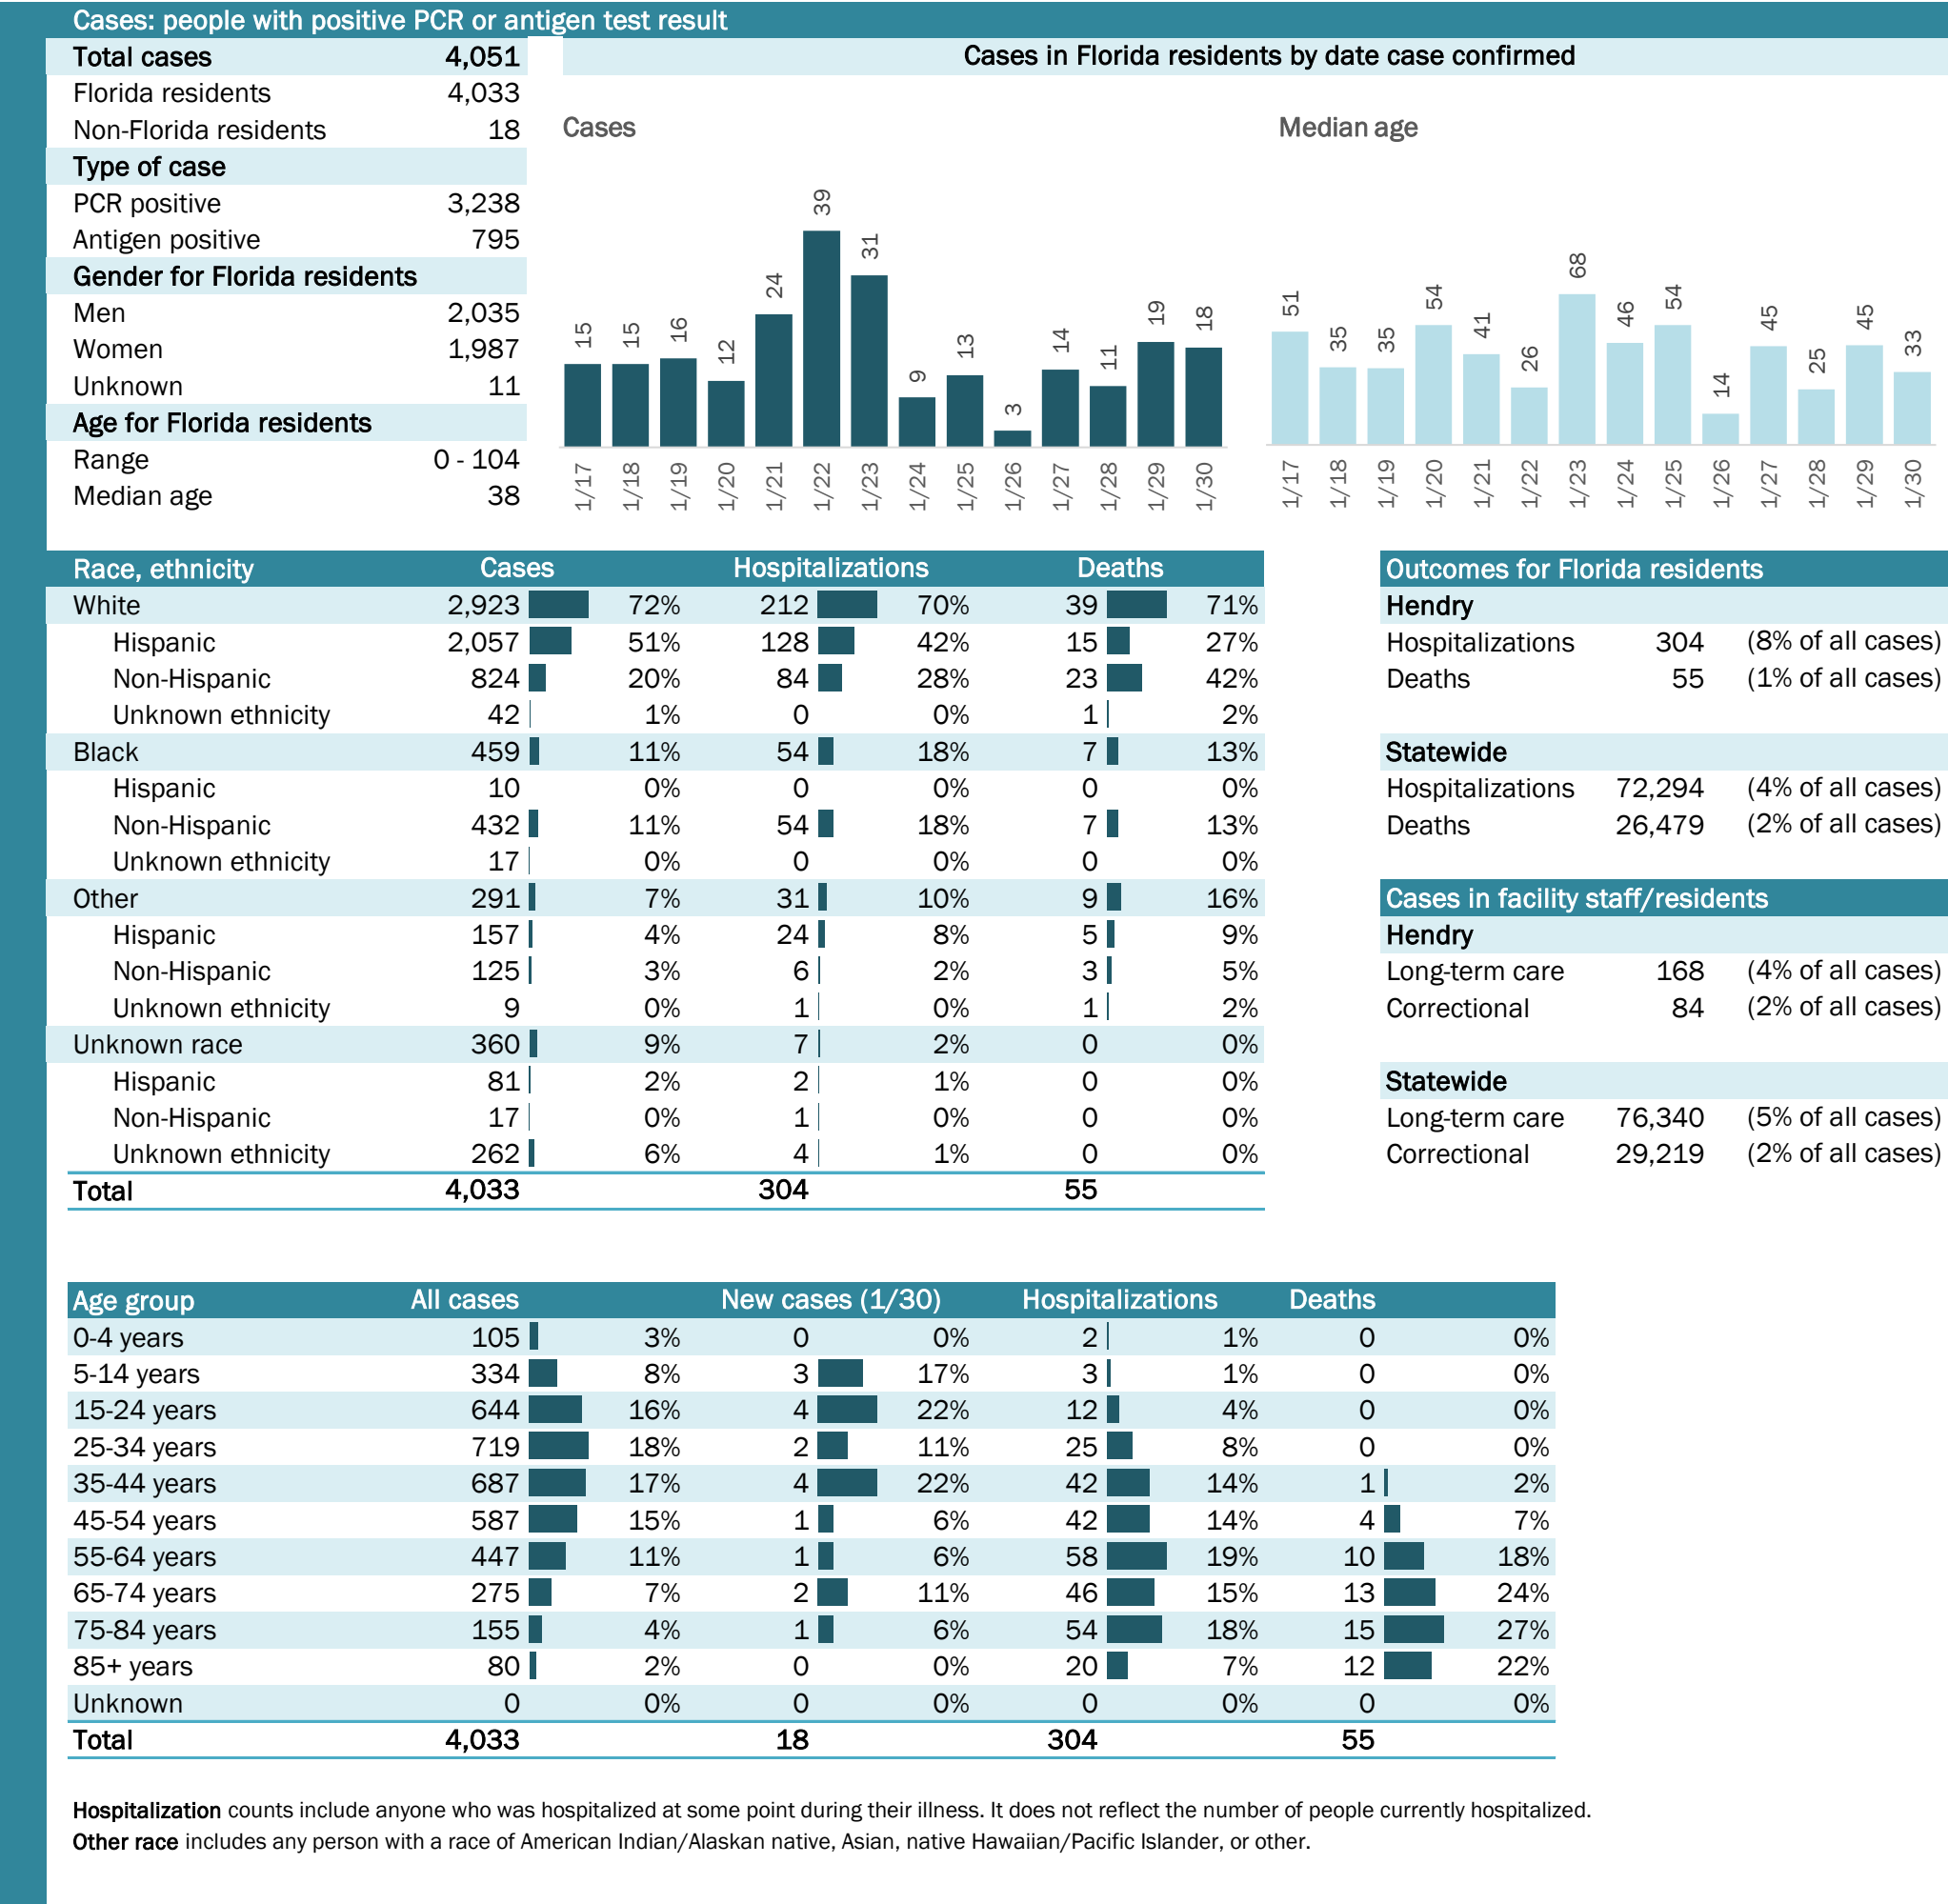 Cases: people with positive PCR or antigen test result
Total cases 4,051
Florida residents 4,033
Non-Florida residents 18
Type of case
PCR positive 3,238
Antigen positive 795
Gender for Florida residents
Men 2,035
Women 1,987
Unknown 11
Age for Florida residents
Range 0 - 104
Median age 38
Cases in Florida residents by date case confirmed
Cases
15 15 16 12 24 39 31 9 13 3 14 11 19 18
1/17 1/18 1/19 1/20 1/21 1/22 1/23 1/24 1/25 1/26 1/27 1/28 1/29 1/30
Median age
51 35 35 54 41 26 68 46 54 14 45 25 45 33
1/17 1/18 1/19 1/20 1/21 1/22 1/23 1/24 1/25 1/26 1/27 1/28 1/29 1/30
Race, ethnicity Cases Hospitalizations Deaths
White 2,923 72% 212 70% 39 71%
Hispanic 2,057 51% 128 42% 15 27%
Non-Hispanic 824 20% 84 28% 23 42%
Unknown ethnicity 42 1% 0 0% 1 2%
Black 459 11% 54 18% 7 13%
Hispanic 10 0% 0 0% 0 0%
Non-Hispanic 432 11% 54 18% 7 13%
Unknown ethnicity 17 0% 0 0% 0 0%
Other 291 7% 31 10% 9 16%
Hispanic 157 4% 24 8% 5 9%
Non-Hispanic 125 3% 6 2% 3 5%
Unknown ethnicity 9 0% 1 0% 1 2%
Unknown race 360 9% 7 2% 0 0%
Hispanic 81 2% 2 1% 0 0%
Non-Hispanic 17 0% 1 0% 0 0%
Unknown ethnicity 262 6% 4 1% 0 0%
Total 4,033 304 55
Outcomes for Florida residents
Hendry
Hospitalizations 304 (8% of all cases)
Deaths 55 (1% of all cases)
Statewide
Hospitalizations 72,294 (4% of all cases)
Deaths 26,479 (2% of all cases)
Cases in facility staff/residents
Hendry
Long-term care 168 (4% of all cases)
Correctional 84 (2% of all cases)
Statewide
Long-term care 76,340 (5% of all cases)
Correctional 29,219 (2% of all cases)
Age group All cases New cases (1/30) Hospitalizations Deaths
0-4 years 105 3% 0 0% 2 1% 0 0%
5-14 years 334 8% 3 17% 3 1% 0 0%
15-24 years 644 16% 4 22% 12 4% 0 0%
25-34 years 719 18% 2 11% 25 8% 0 0%
35-44 years 687 17% 4 22% 42 14% 1 2%
45-54 years 587 15% 1 6% 42 14% 4 7%
55-64 years 447 11% 1 6% 58 19% 10 18%
65-74 years 275 7% 2 11% 46 15% 13 24%
75-84 years 155 4% 1 6% 54 18% 15 27%
85+ years 80 2% 0 0% 20 7% 12 22%
Unknown 0 0% 0 0% 0 0% 0 0%
Total 4,033 18 304 55
Hospitalization counts include anyone who was hospitalized at some point during their illness. It does not reflect the number of people currently hospitalized.
Other race includes any person with a race of American Indian/Alaskan native, Asian, native Hawaiian/Pacific Islander, or other.